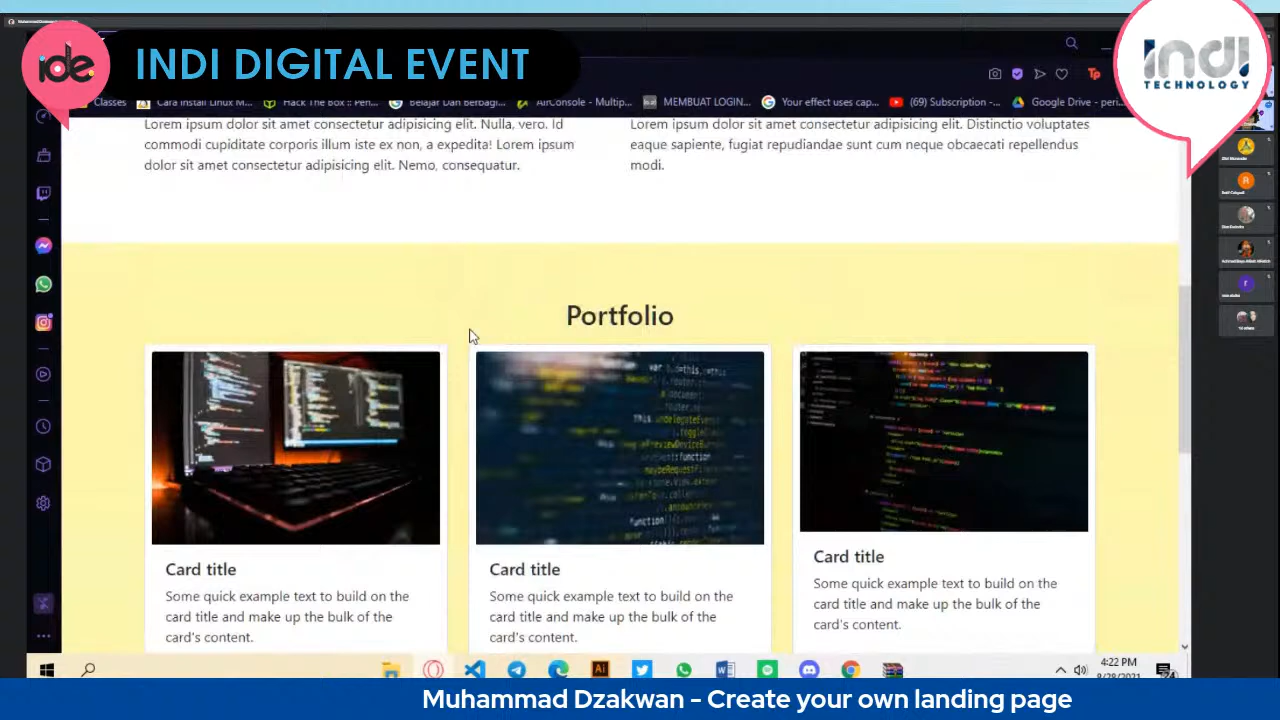 ide
INDI DIGITAL EVENT
indi
TECHNOLOGY
Classes
Cara Install Linux M...
Hack The Box :: Pen...
Belajar Dan Berbagi...
AirConsole - Multip...
MEMBUAT LOGIN...
Your effect uses cap...
(69) Subscription -...
Google Drive - peri...
Lorem ipsum dolor sit amet consectetur adipisicing elit. Nulla, vero. Id
commodi cupiditate corporis illum iste ex non, a expedita! Lorem ipsum
dolor sit amet consectetur adipisicing elit. Nemo, consequatur.
Lorem ipsum dolor sit amet consectetur adipisicing elit. Distinctio voluptates
eaque sapiente, fugiat repudiandae sunt cum neque obcaecati repellendus
modi.
Portfolio
Card title
Some quick example text to build on the
card title and make up the bulk of the
card's content.
Card title
Some quick example text to build on the
card title and make up the bulk of the
card's content.
Card title
Some quick example text to build on the
card title and make up the bulk of the
card's content.
4:22 PM
Muhammad Dzakwan - Create your own landing page